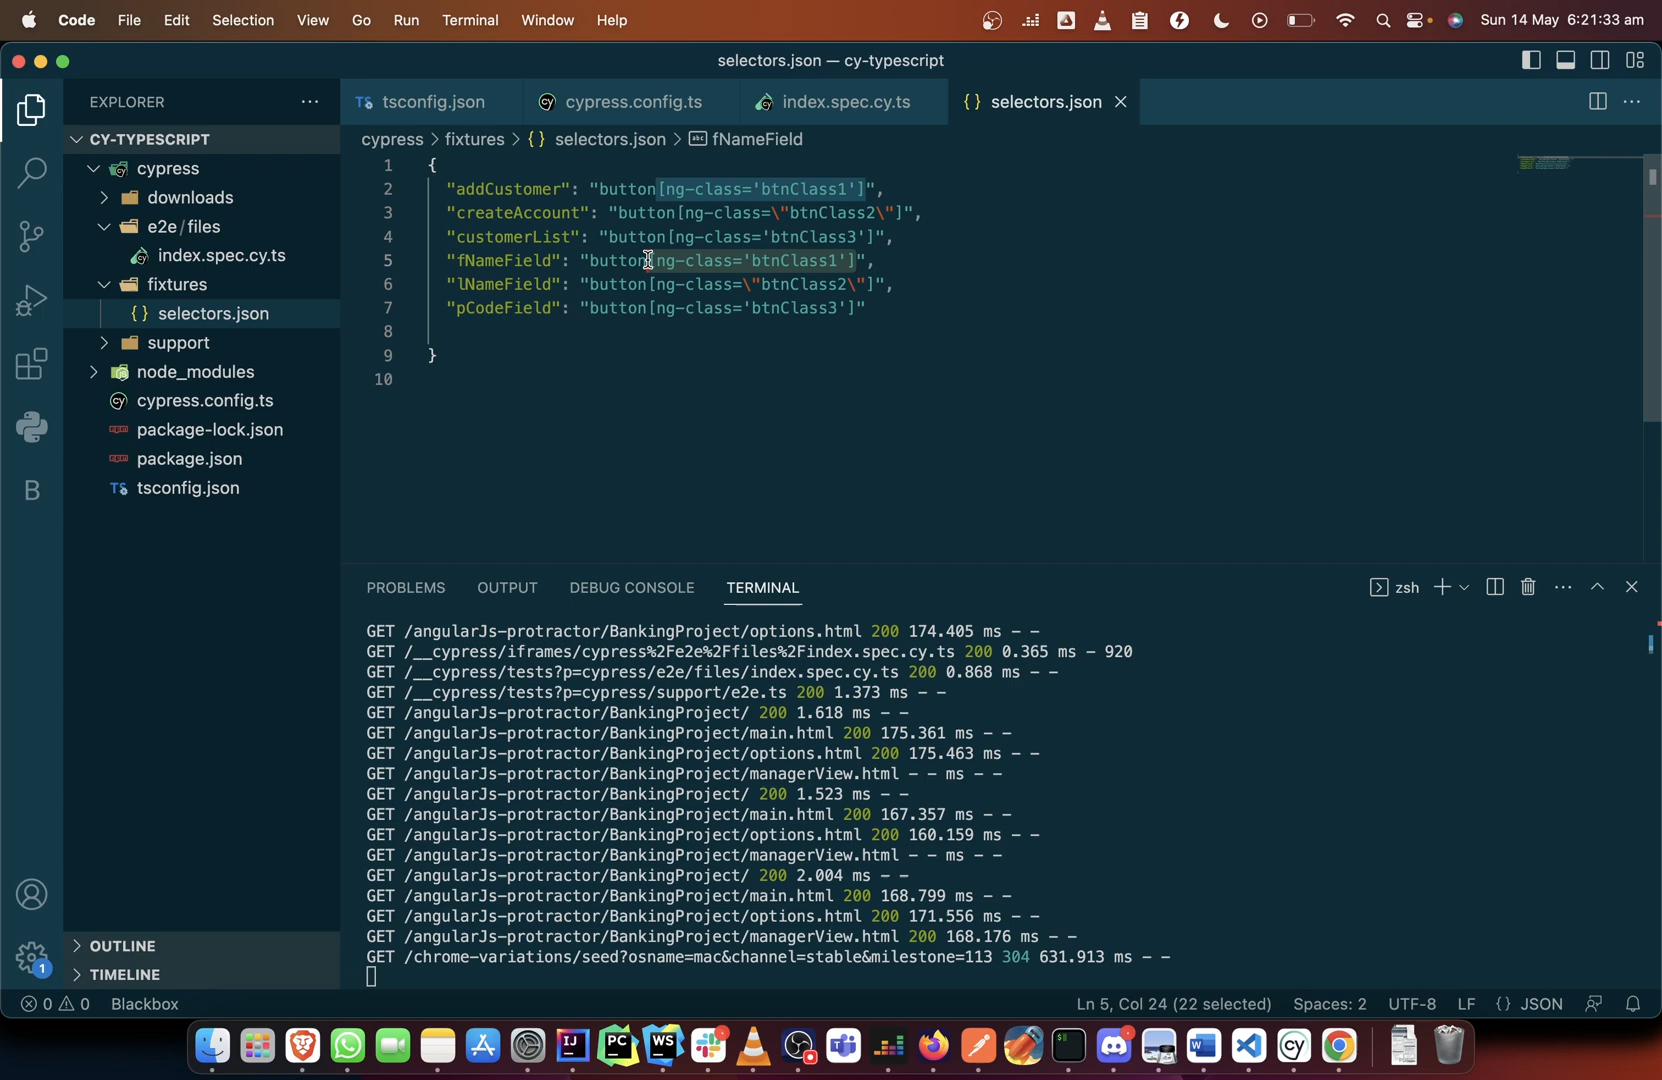 Code File Edit Selection View Go Run Terminal Window Help Sun 14 May 6:21:33 am
selectors.json — cy-typescript
EXPLORER
tsconfig.json cypress.config.ts index.spec.cy.ts {} selectors.json
CY-TYPESCRIPT
cypress > fixtures > {} selectors.json > abc fNameField
cypress
downloads
e2e/files
index.spec.cy.ts
fixtures
{} selectors.json
support
node_modules
cypress.config.ts
package-lock.json
package.json
TS tsconfig.json
B
1 {
2 "addCustomer": "button[ng-class='btnClass1']",
3 "createAccount": "button[ng-class=\"btnClass2\"]",
4 "customerList": "button[ng-class='btnClass3']",
5 "fNameField": "button[ng-class='btnClass1']",
6 "lNameField": "button[ng-class=\"btnClass2\"]",
7 "pCodeField": "button[ng-class='btnClass3']"
8
9 }
10
PROBLEMS OUTPUT DEBUG CONSOLE TERMINAL zsh
GET /angularJs-protractor/BankingProject/options.html 200 174.405 ms - -
GET /__cypress/iframes/cypress%2Fe2e%2Ffiles%2Findex.spec.cy.ts 200 0.365 ms - 920
GET /__cypress/tests?p=cypress/e2e/files/index.spec.cy.ts 200 0.868 ms - -
GET /__cypress/tests?p=cypress/support/e2e.ts 200 1.373 ms - -
GET /angularJs-protractor/BankingProject/ 200 1.618 ms - -
GET /angularJs-protractor/BankingProject/main.html 200 175.361 ms - -
GET /angularJs-protractor/BankingProject/options.html 200 175.463 ms - -
GET /angularJs-protractor/BankingProject/managerView.html - - ms - -
GET /angularJs-protractor/BankingProject/ 200 1.523 ms - -
GET /angularJs-protractor/BankingProject/main.html 200 167.357 ms - -
GET /angularJs-protractor/BankingProject/options.html 200 160.159 ms - -
GET /angularJs-protractor/BankingProject/managerView.html - - ms - -
GET /angularJs-protractor/BankingProject/ 200 2.004 ms - -
GET /angularJs-protractor/BankingProject/main.html 200 168.799 ms - -
GET /angularJs-protractor/BankingProject/options.html 200 171.556 ms - -
GET /angularJs-protractor/BankingProject/managerView.html 200 168.176 ms - -
GET /chrome-variations/seed?osname=mac&channel=stable&milestone=113 304 631.913 ms - -
OUTLINE
TIMELINE
1
0 0 Blackbox Ln 5, Col 24 (22 selected) Spaces: 2 UTF-8 LF {} JSON
IJ PC WS W cy